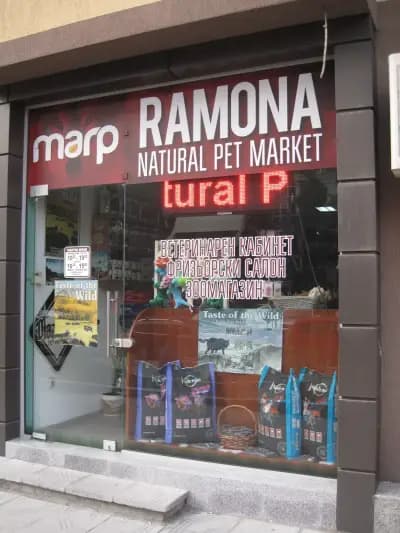 marp
RAMONA
NATURAL PET MARKET
tural P
ВЕТЕРИНАРЕН КАБИНЕТ
ФРИЗЬОРСКИ САЛОН
ЗООМАГАЗИН
Taste of the Wild
Taste of the Wild